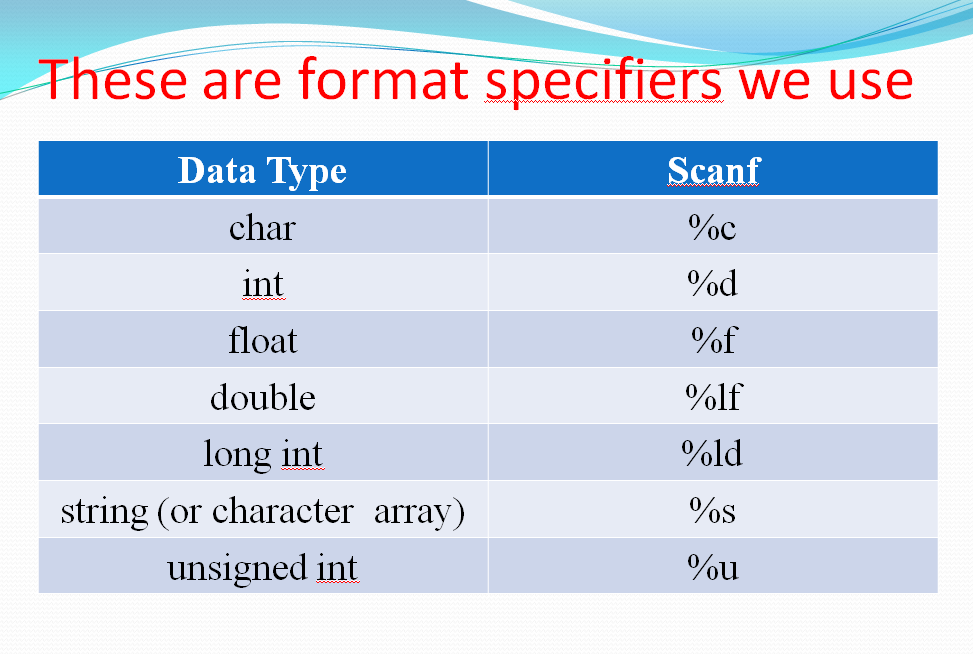 These are format specifiers we use
Data Type Scanf
char %c
int %d
float %f
double %lf
long int %ld
string (or character array) %s
unsigned int %u